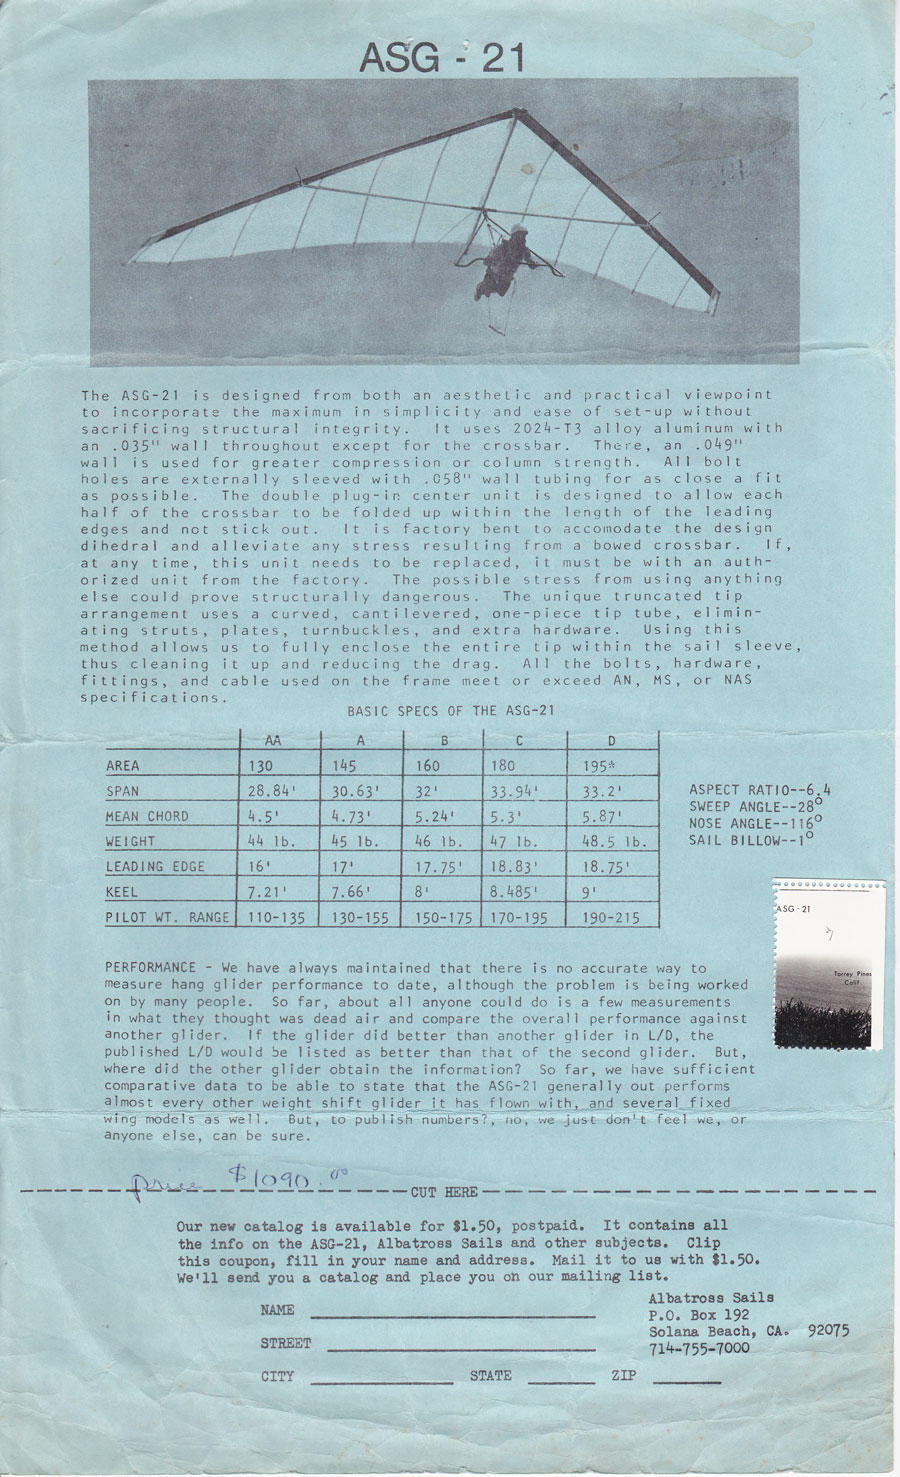 ASG - 21
The ASG-21 is designed from both an aesthetic and practical viewpoint
to incorporate the maximum in simplicity and ease of set-up without
sacrificing structural integrity. It uses 2024-T3 alloy aluminum with
an .035" wall throughout except for the crossbar. There, an .049"
wall is used for greater compression or column strength. All bolt
holes are externally sleeved with .058" wall tubing for as close a fit
as possible. The double plug-in center unit is designed to allow each
half of the crossbar to be folded up within the length of the leading
edges and not stick out. It is factory bent to accomodate the design
dihedral and alleviate any stress resulting from a bowed crossbar. If,
at any time, this unit needs to be replaced, it must be with an auth-
orized unit from the factory. The possible stress from using anything
else could prove structurally dangerous. The unique truncated tip
arrangement uses a curved, cantilevered, one-piece tip tube, elimin-
ating struts, plates, turnbuckles, and extra hardware. Using this
method allows us to fully enclose the entire tip within the sail sleeve,
thus cleaning it up and reducing the drag. All the bolts, hardware,
fittings, and cable used on the frame meet or exceed AN, MS, or NAS
specifications.
BASIC SPECS OF THE ASG-21
AA A B C D
AREA 130 145 160 180 195*
SPAN 28.84' 30.63' 32' 33.94' 33.2'
MEAN CHORD 4.5' 4.73' 5.24' 5.3' 5.87'
WEIGHT 44 lb. 45 lb. 46 lb. 47 lb. 48.5 lb.
LEADING EDGE 16' 17' 17.75' 18.83' 18.75'
KEEL 7.21' 7.66' 8' 8.485' 9'
PILOT WT. RANGE 110-135 130-155 150-175 170-195 190-215
ASPECT RATIO--6.4
SWEEP ANGLE--28°
NOSE ANGLE--116°
SAIL BILLOW--1°
ASG-21
Torrey Pines
Calif
PERFORMANCE - We have always maintained that there is no accurate way to
measure hang glider performance to date, although the problem is being worked
on by many people. So far, about all anyone could do is a few measurements
in what they thought was dead air and compare the overall performance against
another glider. If the glider did better than another glider in L/D, the
published L/D would be listed as better than that of the second glider. But,
where did the other glider obtain the information? So far, we have sufficient
comparative data to be able to state that the ASG-21 generally out performs
almost every other weight shift glider it has flown with, and several fixed
wing models as well. But, to publish numbers?, no, we just don't feel we, or
anyone else, can be sure.
price $1090.00
CUT HERE
Our new catalog is available for $1.50, postpaid. It contains all
the info on the ASG-21, Albatross Sails and other subjects. Clip
this coupon, fill in your name and address. Mail it to us with $1.50.
We'll send you a catalog and place you on our mailing list.
Albatross Sails
P.O. Box 192
Solana Beach, CA. 92075
714-755-7000
NAME
STREET
CITY STATE ZIP